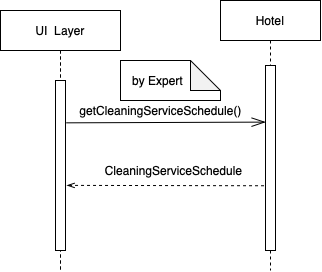 UI Layer
Hotel
by Expert
getCleaningServiceSchedule()
CleaningServiceSchedule